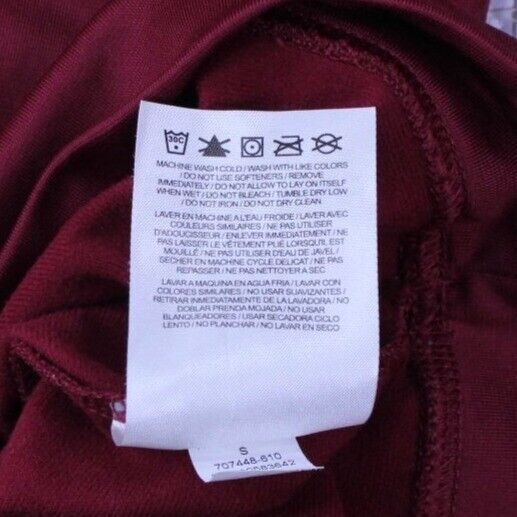 30C
MACHINE WASH COLD / WASH WITH LIKE COLORS
/ DO NOT USE SOFTENERS / REMOVE
IMMEDIATELY / DO NOT ALLOW TO LAY ON ITSELF
WHEN WET / DO NOT BLEACH / TUMBLE DRY LOW
/ DO NOT IRON / DO NOT DRY CLEAN
LAVER EN MACHINE A L'EAU FROIDE / LAVER AVEC
COULEURS SIMILAIRES / NE PAS UTILISER
D'ADOUCISSEUR / ENLEVER IMMEDIATEMENT / NE
PAS LAISSER LE VÊTEMENT PLIÉ LORSQU'IL EST
MOUILLÉ / NE PAS UTILISER D'EAU DE JAVEL /
SECHER EN MACHINE CYCLE DELICAT / NE PAS
REPASSER / NE PAS NETTOYER A SEC
LAVAR A MAQUINA EN AGUA FRIA / LAVAR CON
COLORES SIMILARES / NO USAR SUAVIZANTES /
RETIRAR INMEDIATAMENTE DE LA LAVADORA / NO
DOBLAR PRENDA MOJADA / NO USAR
BLANQUEADORES / USAR SECADORA CICLO
LENTO / NO PLANCHAR / NO LAVAR EN SECO
S
707448-610